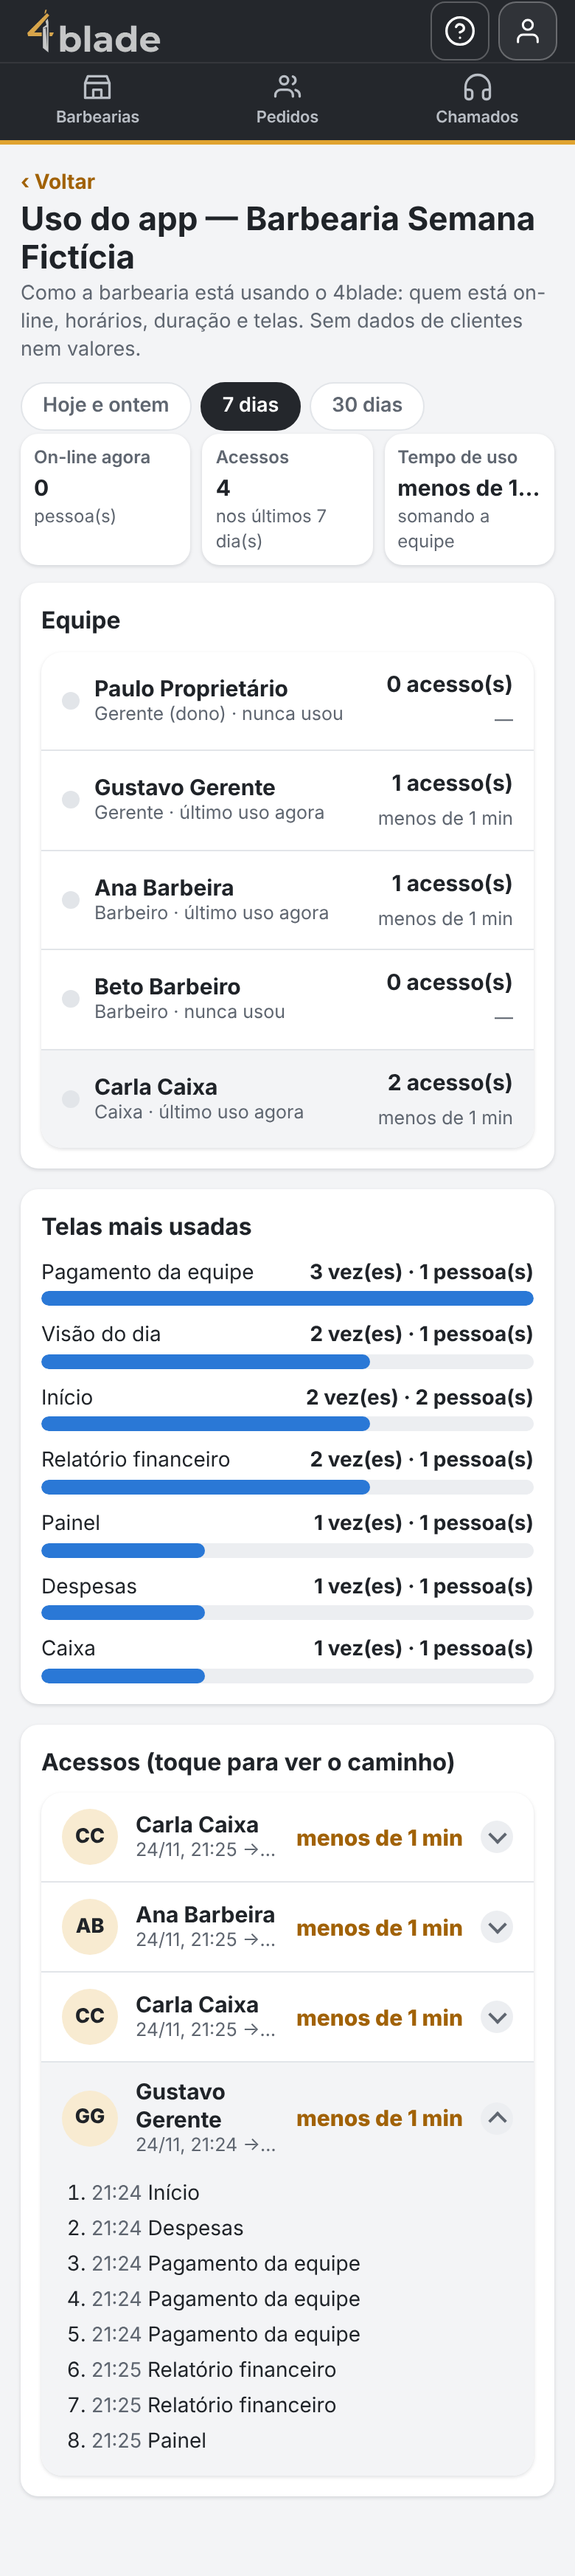 4blade
Barbearias
Pedidos
Chamados
‹ Voltar
Uso do app — Barbearia Semana
Fictícia
Como a barbearia está usando o 4blade: quem está on-
line, horários, duração e telas. Sem dados de clientes
nem valores.
Hoje e ontem
7 dias
30 dias
On-line agora
0
pessoa(s)
Acessos
4
nos últimos 7
dia(s)
Tempo de uso
menos de 1...
somando a
equipe
Equipe
Paulo Proprietário
Gerente (dono) · nunca usou
0 acesso(s)
—
Gustavo Gerente
Gerente · último uso agora
1 acesso(s)
menos de 1 min
Ana Barbeira
Barbeiro · último uso agora
1 acesso(s)
menos de 1 min
Beto Barbeiro
Barbeiro · nunca usou
0 acesso(s)
—
Carla Caixa
Caixa · último uso agora
2 acesso(s)
menos de 1 min
Telas mais usadas
Pagamento da equipe 3 vez(es) · 1 pessoa(s)
Visão do dia 2 vez(es) · 1 pessoa(s)
Início 2 vez(es) · 2 pessoa(s)
Relatório financeiro 2 vez(es) · 1 pessoa(s)
Painel 1 vez(es) · 1 pessoa(s)
Despesas 1 vez(es) · 1 pessoa(s)
Caixa 1 vez(es) · 1 pessoa(s)
Acessos (toque para ver o caminho)
CC
Carla Caixa
24/11, 21:25 →...
menos de 1 min
AB
Ana Barbeira
24/11, 21:25 →...
menos de 1 min
CC
Carla Caixa
24/11, 21:25 →...
menos de 1 min
GG
Gustavo
Gerente
24/11, 21:24 →...
menos de 1 min
1. 21:24 Início
2. 21:24 Despesas
3. 21:24 Pagamento da equipe
4. 21:24 Pagamento da equipe
5. 21:24 Pagamento da equipe
6. 21:25 Relatório financeiro
7. 21:25 Relatório financeiro
8. 21:25 Painel